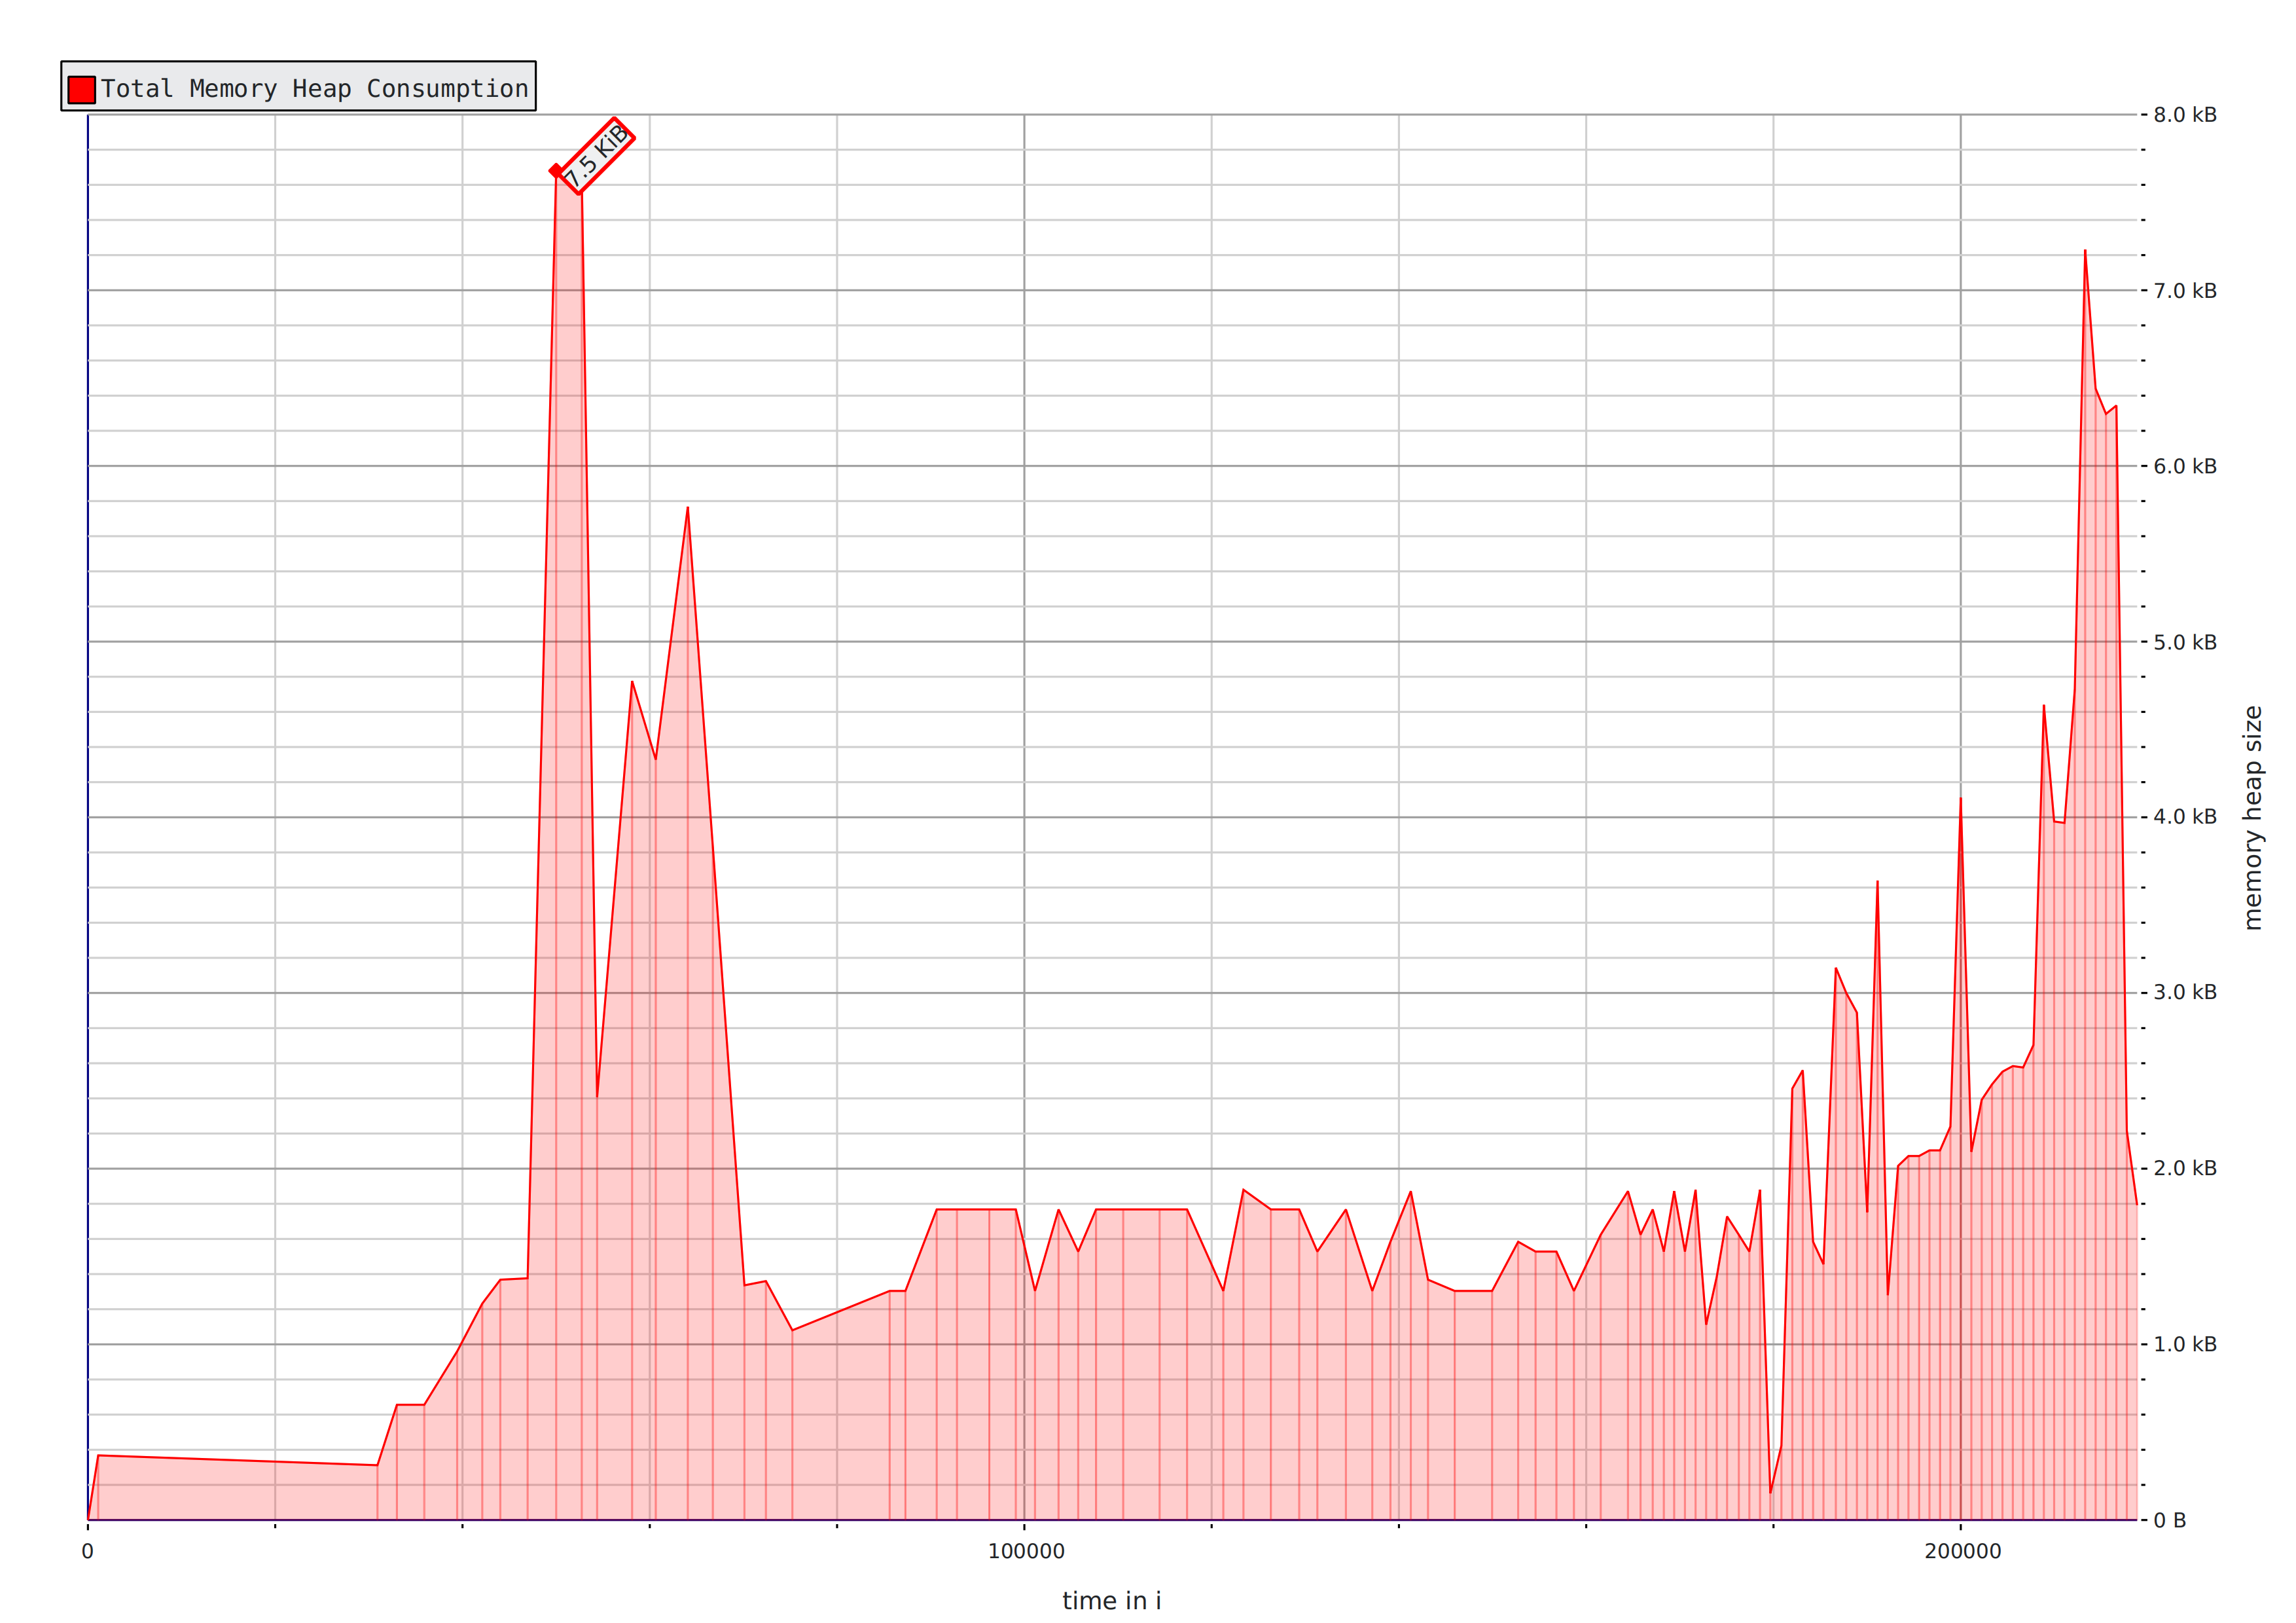 Total Memory Heap Consumption
7.5 KiB
8.0 kB
7.0 kB
6.0 kB
5.0 kB
4.0 kB
3.0 kB
2.0 kB
1.0 kB
0 B
memory heap size
0
100000
200000
time in i